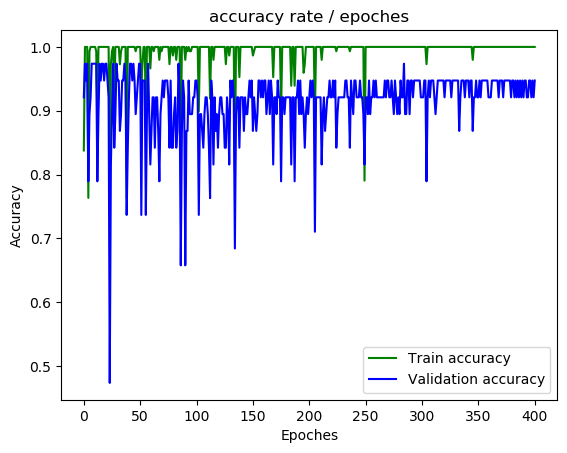 accuracy rate / epoches
1.0
0.9
0.8
0.7
0.6
0.5
Accuracy
0 50 100 150 200 250 300 350 400
Epoches
Train accuracy
Validation accuracy